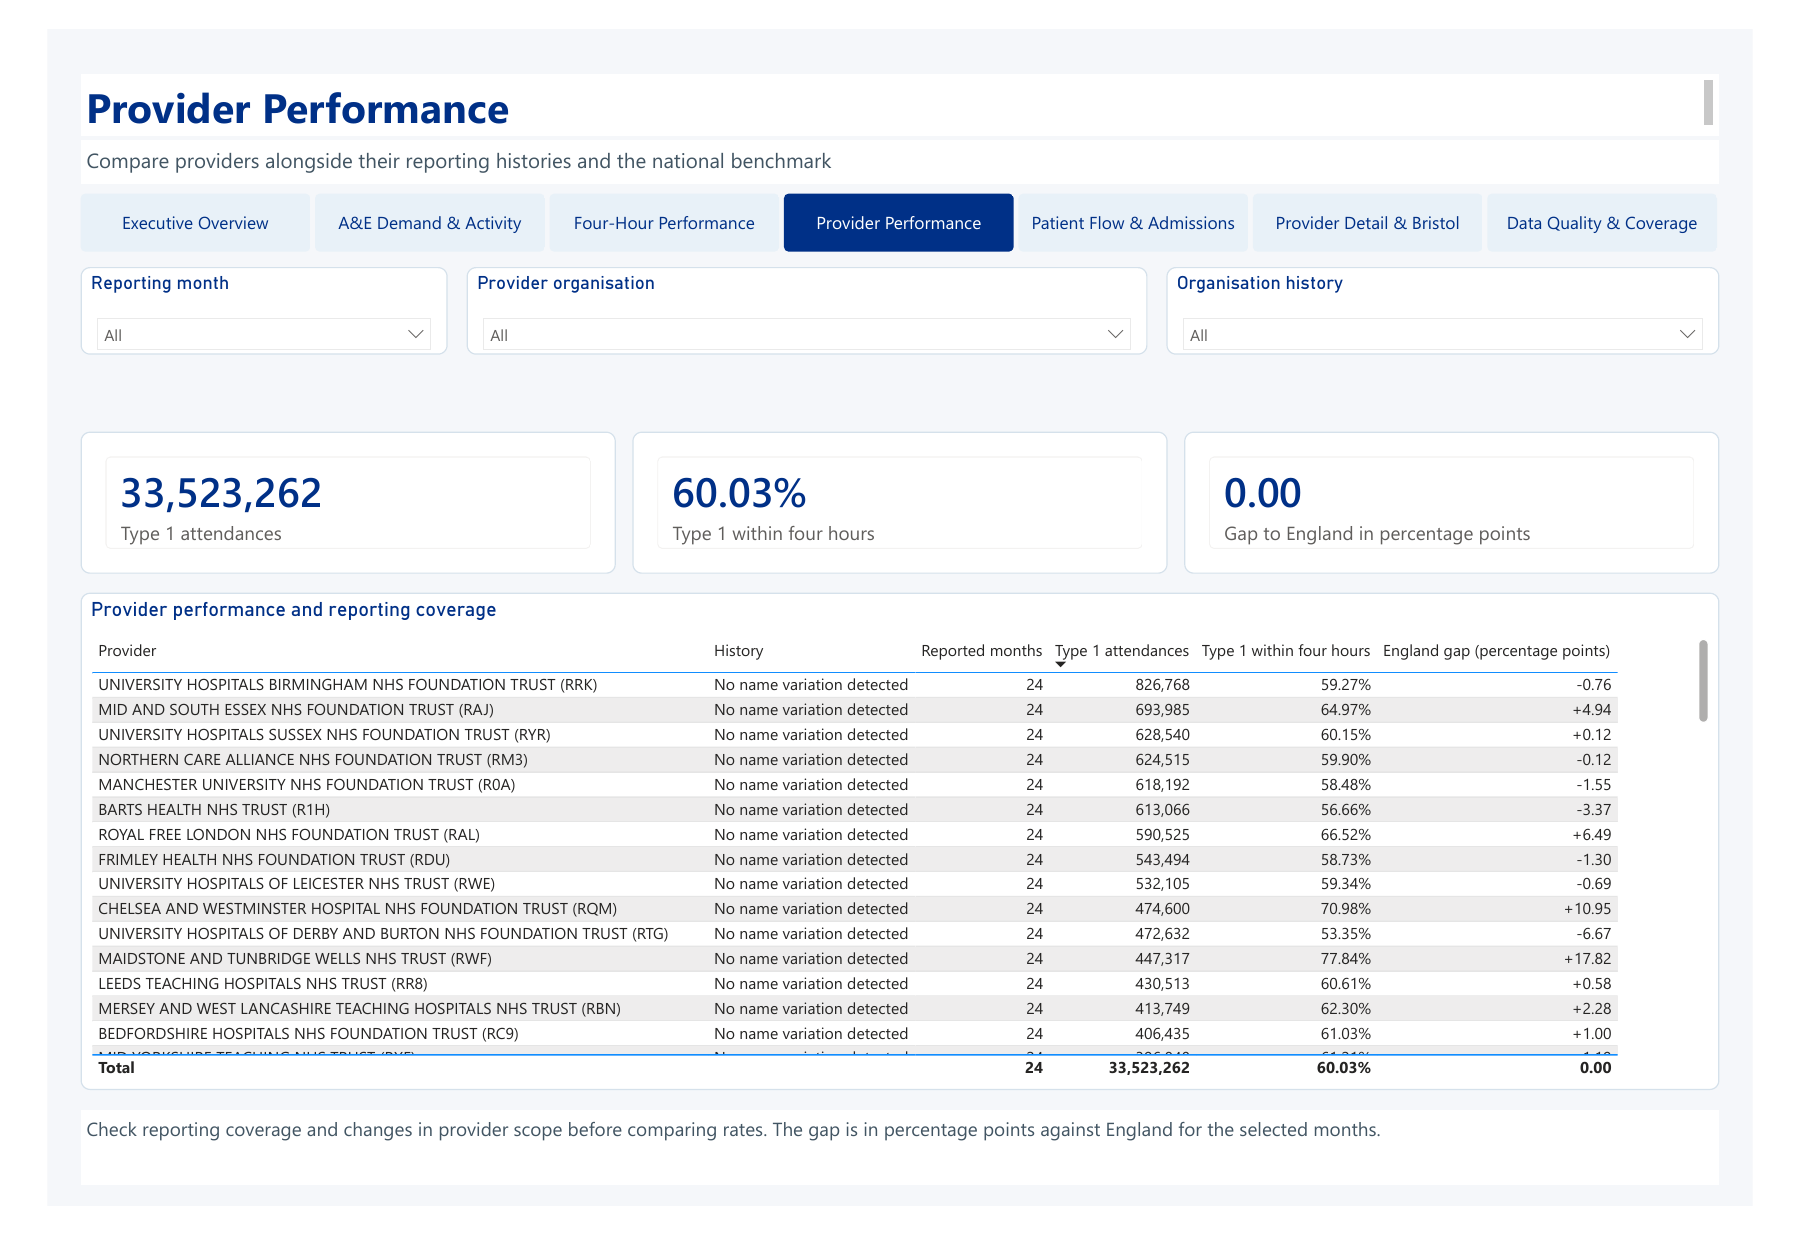 Provider Performance
Compare providers alongside their reporting histories and the national benchmark
Executive Overview A&E Demand & Activity Four-Hour Performance Provider Performance Patient Flow & Admissions Provider Detail & Bristol Data Quality & Coverage
Reporting month Provider organisation Organisation history
All All All
33,523,262 60.03% 0.00
Type 1 attendances Type 1 within four hours Gap to England in percentage points
Provider performance and reporting coverage
Provider History Reported months Type 1 attendances Type 1 within four hours England gap (percentage points)
UNIVERSITY HOSPITALS BIRMINGHAM NHS FOUNDATION TRUST (RRK) No name variation detected 24 826,768 59.27% -0.76
MID AND SOUTH ESSEX NHS FOUNDATION TRUST (RAJ) No name variation detected 24 693,985 64.97% +4.94
UNIVERSITY HOSPITALS SUSSEX NHS FOUNDATION TRUST (RYR) No name variation detected 24 628,540 60.15% +0.12
NORTHERN CARE ALLIANCE NHS FOUNDATION TRUST (RM3) No name variation detected 24 624,515 59.90% -0.12
MANCHESTER UNIVERSITY NHS FOUNDATION TRUST (R0A) No name variation detected 24 618,192 58.48% -1.55
BARTS HEALTH NHS TRUST (R1H) No name variation detected 24 613,066 56.66% -3.37
ROYAL FREE LONDON NHS FOUNDATION TRUST (RAL) No name variation detected 24 590,525 66.52% +6.49
FRIMLEY HEALTH NHS FOUNDATION TRUST (RDU) No name variation detected 24 543,494 58.73% -1.30
UNIVERSITY HOSPITALS OF LEICESTER NHS TRUST (RWE) No name variation detected 24 532,105 59.34% -0.69
CHELSEA AND WESTMINSTER HOSPITAL NHS FOUNDATION TRUST (RQM) No name variation detected 24 474,600 70.98% +10.95
UNIVERSITY HOSPITALS OF DERBY AND BURTON NHS FOUNDATION TRUST (RTG) No name variation detected 24 472,632 53.35% -6.67
MAIDSTONE AND TUNBRIDGE WELLS NHS TRUST (RWF) No name variation detected 24 447,317 77.84% +17.82
LEEDS TEACHING HOSPITALS NHS TRUST (RR8) No name variation detected 24 430,513 60.61% +0.58
MERSEY AND WEST LANCASHIRE TEACHING HOSPITALS NHS TRUST (RBN) No name variation detected 24 413,749 62.30% +2.28
BEDFORDSHIRE HOSPITALS NHS FOUNDATION TRUST (RC9) No name variation detected 24 406,435 61.03% +1.00
Total 24 33,523,262 60.03% 0.00
Check reporting coverage and changes in provider scope before comparing rates. The gap is in percentage points against England for the selected months.